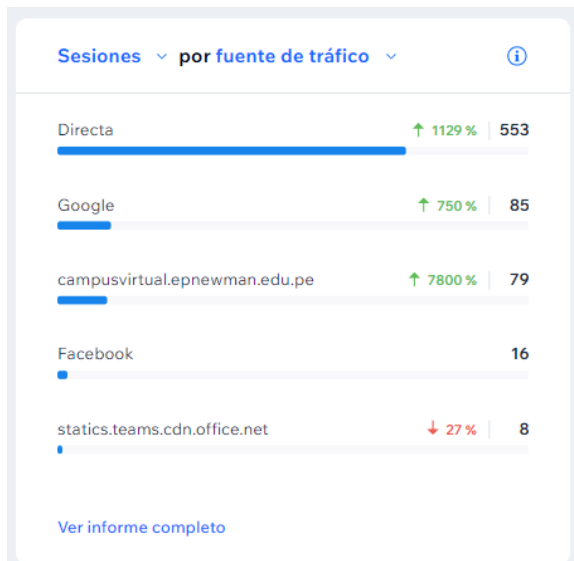 Sesiones por fuente de tráfico
Directa ↑ 1129 % 553
Google ↑ 750 % 85
campusvirtual.epnewman.edu.pe ↑ 7800 % 79
Facebook 16
statics.teams.cdn.office.net ↓ 27 % 8
Ver informe completo